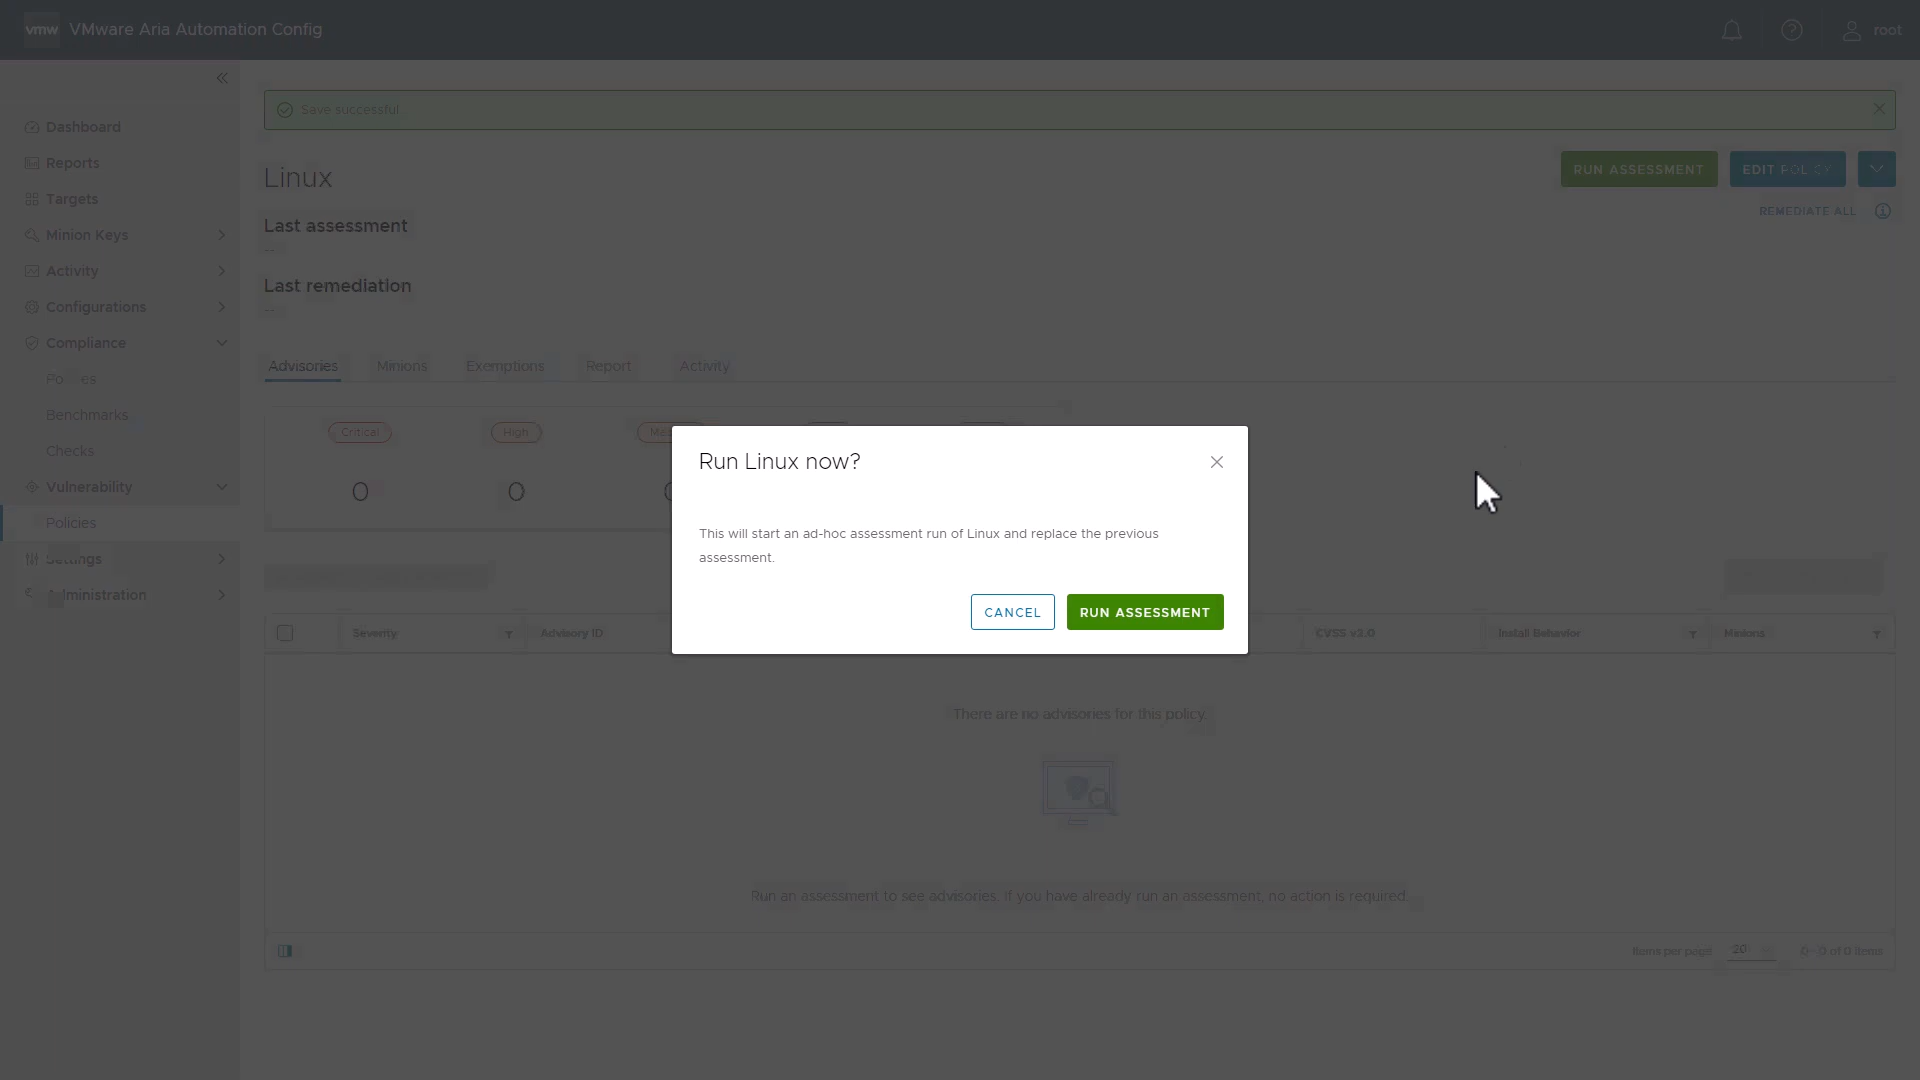 vmw VMware Aria Automation Config
root
Save successful
Dashboard
Reports
Targets
Minion Keys
Activity
Configurations
Compliance
Policies
Benchmarks
Checks
Vulnerability
Policies
Settings
Administration
Linux
RUN ASSESSMENT
EDIT POLICY
REMEDIATE ALL
Last assessment
--
Last remediation
--
Advisories
Minions
Exemptions
Report
Activity
Critical
High
0
0
Run Linux now?
This will start an ad-hoc assessment run of Linux and replace the previous
assessment.
CANCEL
RUN ASSESSMENT
Severity
Advisory ID
CVSS v2.0
Install Behavior
Minions
There are no advisories for this policy.
Run an assessment to see advisories. If you have already run an assessment, no action is required.
Items per page
20
0 - 0 of 0 items